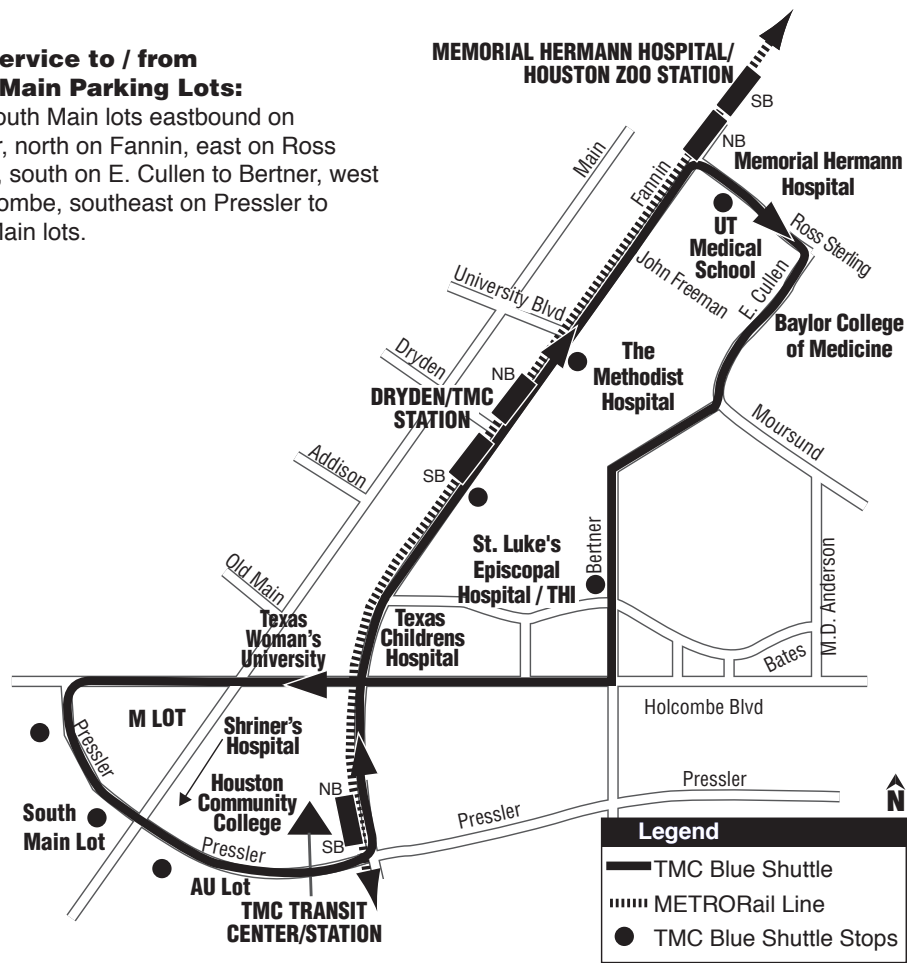 ervice to / from
Main Parking Lots:
outh Main lots eastbound on
r, north on Fannin, east on Ross
, south on E. Cullen to Bertner, west
ombe, southeast on Pressler to
Main lots.
MEMORIAL HERMANN HOSPITAL/
HOUSTON ZOO STATION
SB
NB
Memorial Hermann
Hospital
Main
Fannin
UT
Medical
School
Ross Sterling
John Freeman
E. Cullen
University Blvd
Baylor College
of Medicine
The
Methodist
Hospital
Dryden
NB
DRYDEN/TMC
STATION
SB
Moursund
Addison
St. Luke's
Episcopal
Hospital / THI
Bertner
M.D. Anderson
Old Main
Texas
Woman's
University
Texas
Childrens
Hospital
Bates
Holcombe Blvd
M LOT
Pressler
Shriner's
Hospital
Houston
Community
College
NB
SB
Pressler
Pressler
South
Main Lot
Pressler
AU Lot
TMC TRANSIT
CENTER/STATION
N
Legend
TMC Blue Shuttle
METRORail Line
TMC Blue Shuttle Stops